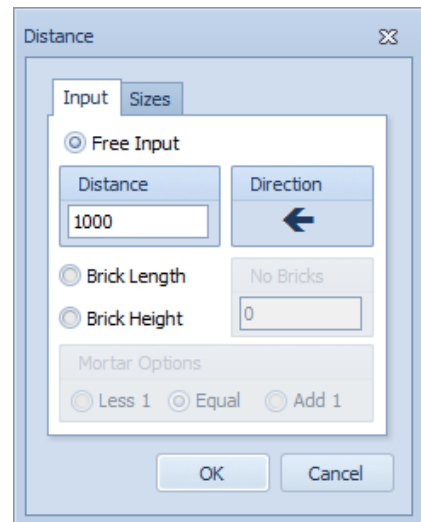 Distance
Input Sizes
Free Input
Distance Direction
1000
Brick Length No Bricks
Brick Height 0
Mortar Options
Less 1 Equal Add 1
OK Cancel